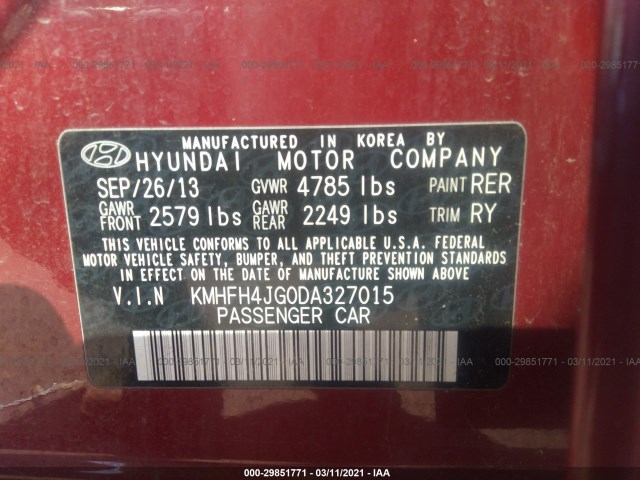 MANUFACTURED IN KOREA BY
HYUNDAI MOTOR COMPANY
SEP/26/13 GVWR 4785 lbs PAINT RER
GAWR FRONT 2579 lbs GAWR REAR 2249 lbs TRIM RY
THIS VEHICLE CONFORMS TO ALL APPLICABLE U.S.A. FEDERAL
MOTOR VEHICLE SAFETY, BUMPER, AND THEFT PREVENTION STANDARDS
IN EFFECT ON THE DATE OF MANUFACTURE SHOWN ABOVE
V.I.N KMHFH4JG0DA327015
PASSENGER CAR
000-29851771 - 03/11/2021 - IAA